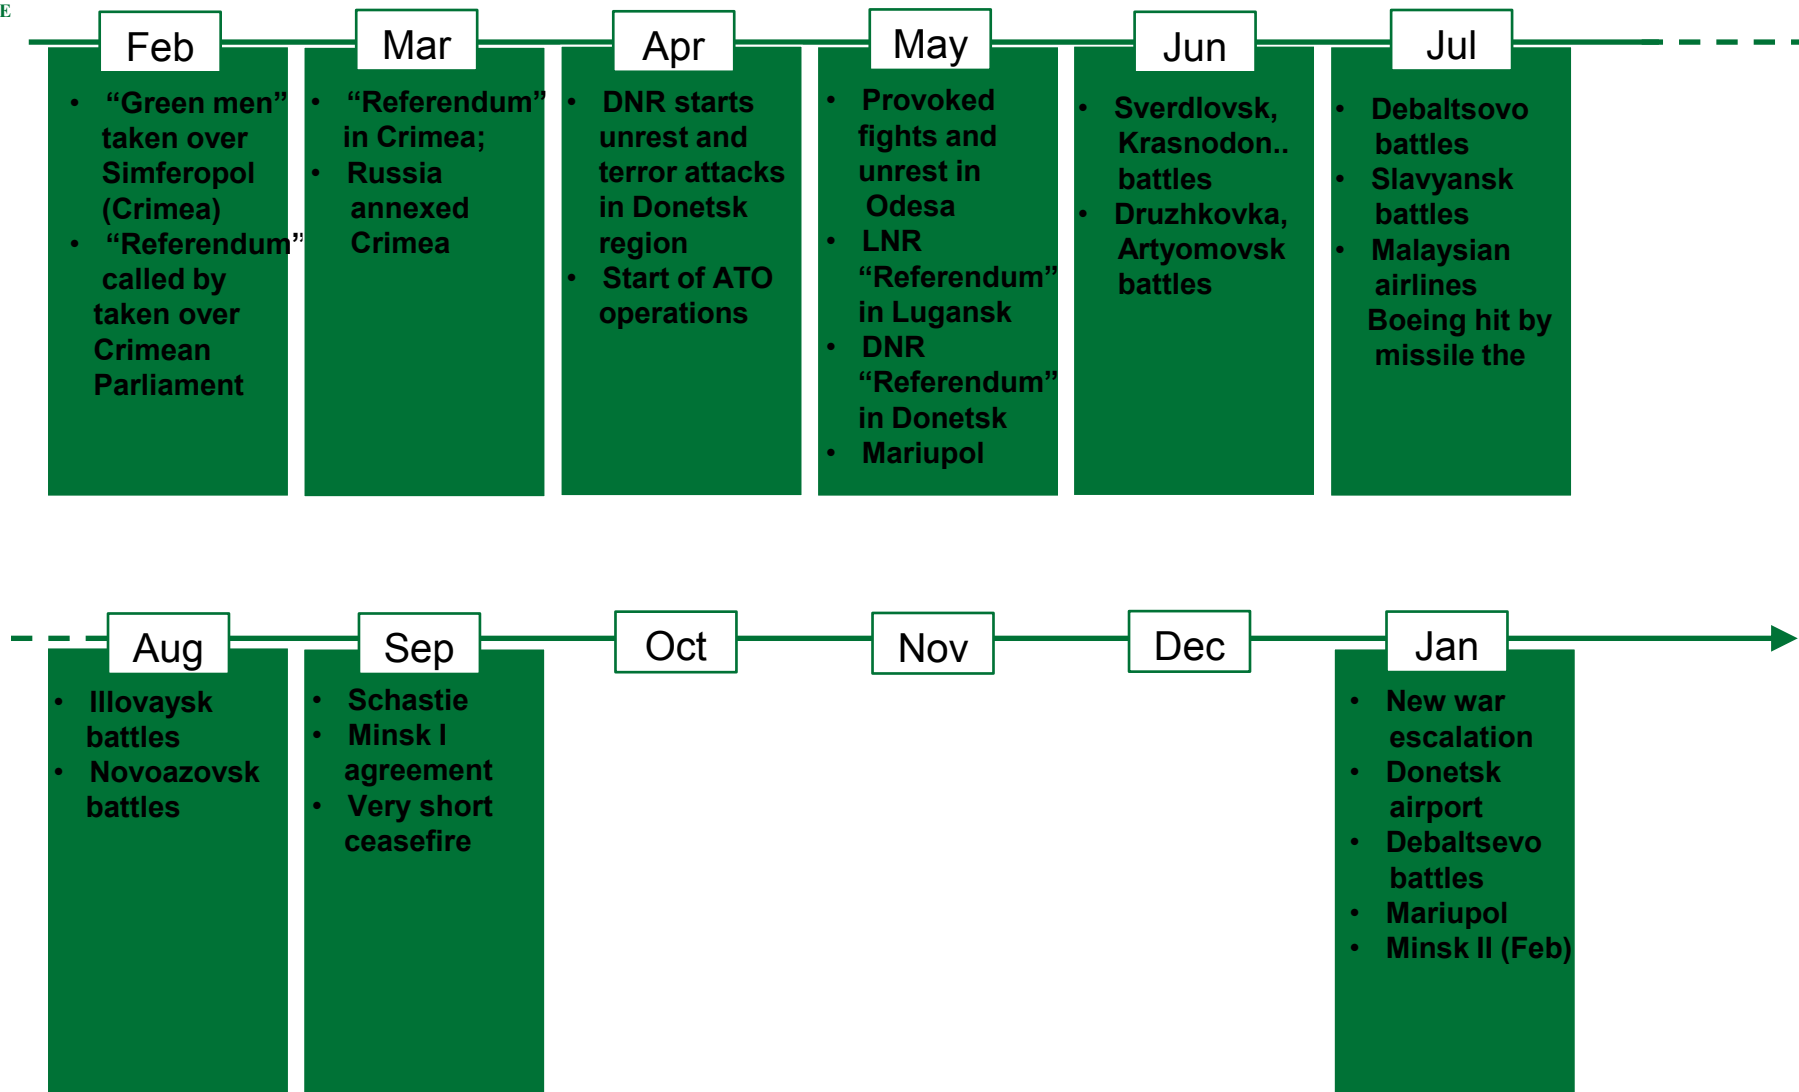 E
Feb
• “Green men”
taken over
Simferopol
(Crimea)
• “Referendum”
called by
taken over
Crimean
Parliament
Mar
• “Referendum”
in Crimea;
• Russia
annexed
Crimea
Apr
• DNR starts
unrest and
terror attacks
in Donetsk
region
• Start of ATO
operations
May
• Provoked
fights and
unrest in
Odesa
• LNR
“Referendum”
in Lugansk
• DNR
“Referendum”
in Donetsk
• Mariupol
Jun
• Sverdlovsk,
Krasnodon..
battles
• Druzhkovka,
Artyomovsk
battles
Jul
• Debaltsovo
battles
• Slavyansk
battles
• Malaysian
airlines
Boeing hit by
missile the
Aug
• Illovaysk
battles
• Novoazovsk
battles
Sep
• Schastie
• Minsk I
agreement
• Very short
ceasefire
Oct
Nov
Dec
Jan
• New war
escalation
• Donetsk
airport
• Debaltsevo
battles
• Mariupol
• Minsk II (Feb)